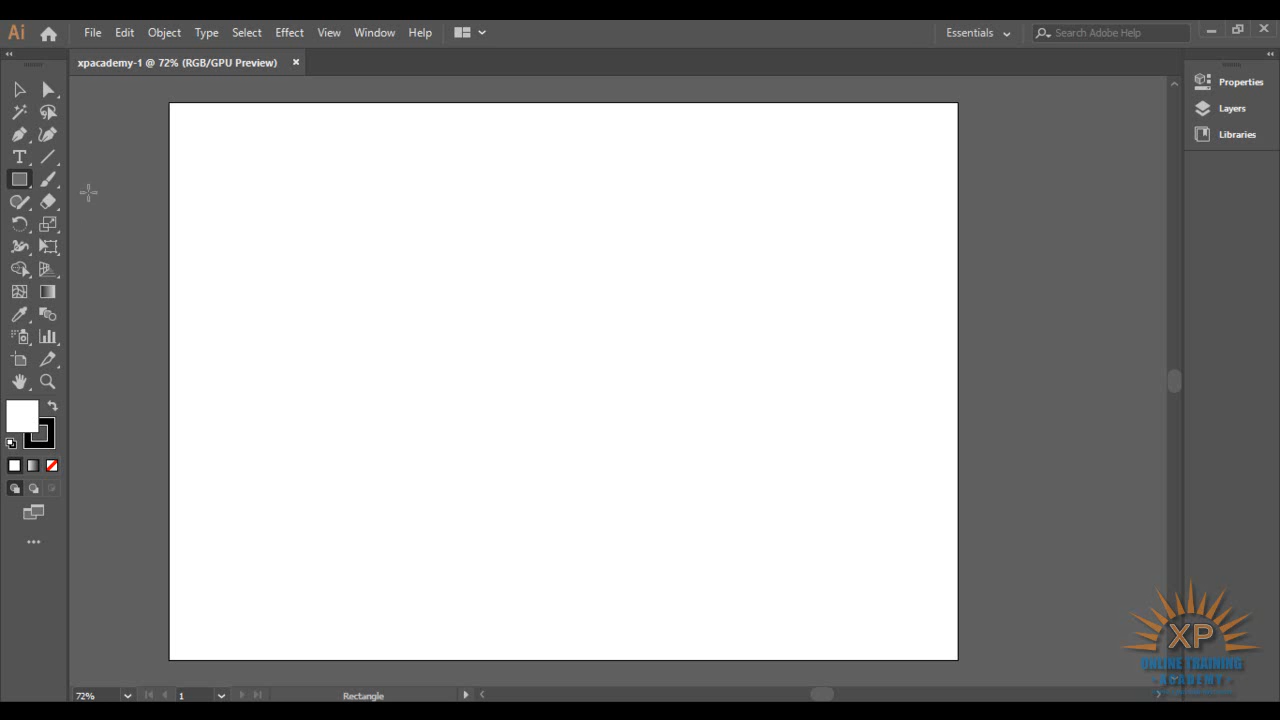 Ai File Edit Object Type Select Effect View Window Help Essentials Search Adobe Help
xpacademy-1 @ 72% (RGB/GPU Preview)
Properties
Layers
Libraries
XP
ONLINE TRAINING
ACADEMY
72% 1 Rectangle